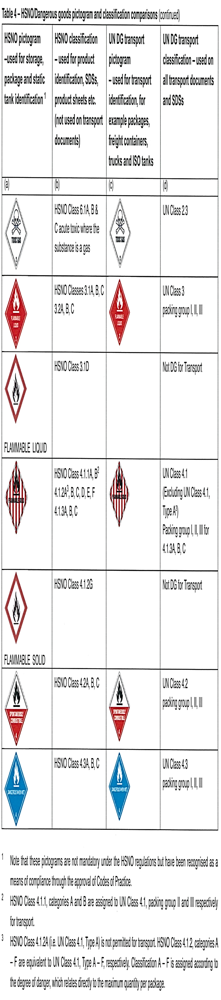 Table 4 – HSNO/Dangerous goods pictogram and classification comparisons (continued)
HSNO pictogram
–used for storage,
package and static
tank identification 1
HSNO classification
– used for product
identification, SDSs,
product sheets etc.
(not used on transport
documents)
UN DG transport
pictogram
– used for transport
identification, for
example packages,
freight containers,
trucks and ISO tanks
UN DG transport
classification – used on
all transport documents
and SDSs
(a)
(b)
(c)
(d)
TOXIC GAS
2
HSNO Class 6.1A, B &
C acute toxic where the
substance is a gas
TOXIC GAS
2
UN Class 2.3
FLAMMABLE
LIQUID
3
HSNO Classes 3.1A, B, C
3.2A, B, C
FLAMMABLE
LIQUID
3
UN Class 3
packing group I, II, III
FLAMMABLE LIQUID
HSNO Class 3.1D
Not DG for Transport
FLAMMABLE SOLID
HSNO Class 4.1.1A, B2
4.1.2A3, B, C, D, E, F
4.1.3A, B, C
FLAMMABLE SOLID
UN Class 4.1
(Excluding UN Class 4.1,
Type A3)
Packing group I, II, III for
4.1.3A, B, C
FLAMMABLE SOLID
HSNO Class 4.1.2G
Not DG for Transport
SPONTANEOUSLY
COMBUSTIBLE
4
HSNO Class 4.2A, B, C
SPONTANEOUSLY
COMBUSTIBLE
4
UN Class 4.2
packing group I, II, III
DANGEROUS WHEN WET
4
HSNO Class 4.3A, B, C
DANGEROUS WHEN WET
4
UN Class 4.3
packing group I, II, III
1 Note that these pictograms are not mandatory under the HSNO regulations but have been recognised as a
means of compliance through the approval of Codes of Practice.
2 HSNO Class 4.1.1, categories A and B are assigned to UN Class 4.1, packing group II and III respectively
for transport.
3 HSNO Class 4.1.2A (i.e. UN Class 4.1, Type A) is not permitted for transport. HSNO Class 4.1.2, categories A
– F are equivalent to UN Class 4.1, Type A – F, respectively. Classification A – F is assigned according to
the degree of danger, which relates directly to the maximum quantity per package.